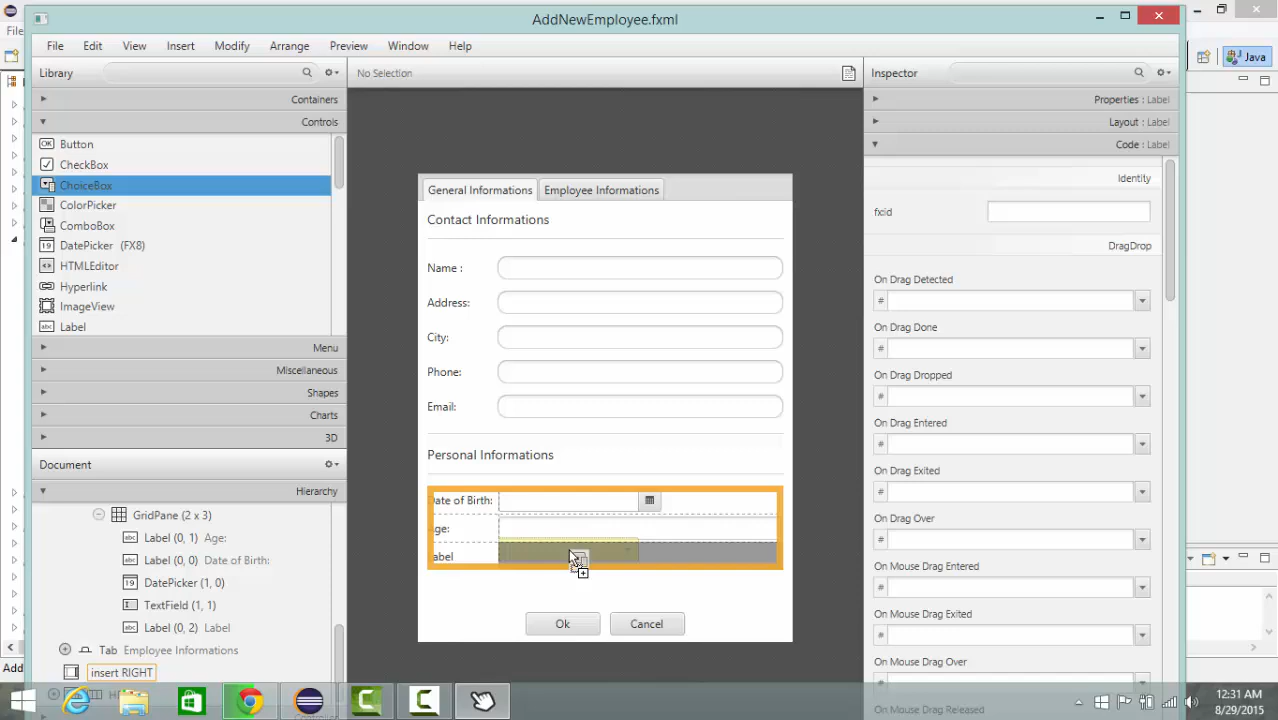 AddNewEmployee.fxml
File
File Edit View Insert Modify Arrange Preview Window Help
Java
Library
No Selection
Inspector
Containers
Controls
Button
CheckBox
ChoiceBox
ColorPicker
ComboBox
DatePicker (FX8)
HTMLEditor
Hyperlink
ImageView
Label
Menu
Miscellaneous
Shapes
Charts
3D
Document
Hierarchy
GridPane (2 x 3)
Label (0, 1) Age:
Label (0, 0) Date of Birth:
DatePicker (1, 0)
TextField (1, 1)
Label (0, 2) Label
Tab Employee Informations
insert RIGHT
General Informations
Employee Informations
Contact Informations
Name :
Address:
City:
Phone:
Email:
Personal Informations
Date of Birth:
Age:
Label
Ok
Cancel
Properties : Label
Layout : Label
Code : Label
Identity
fx:id
DragDrop
On Drag Detected
#
On Drag Done
#
On Drag Dropped
#
On Drag Entered
#
On Drag Exited
#
On Drag Over
#
On Mouse Drag Entered
#
On Mouse Drag Exited
#
On Mouse Drag Over
#
On Mouse Drag Released
Add
12:31 AM
8/29/2015